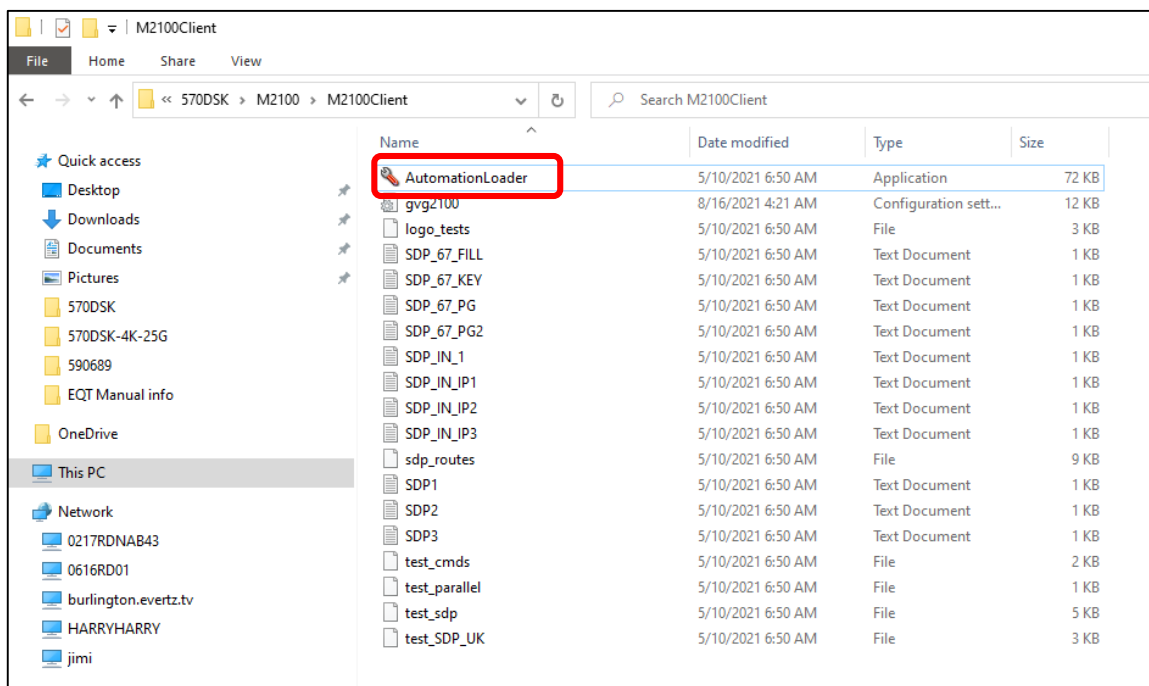 M2100Client
File Home Share View
« 570DSK > M2100 > M2100Client Search M2100Client
Name Date modified Type Size
Quick access
Desktop
Downloads
Documents
Pictures
570DSK
570DSK-4K-25G
590689
EQT Manual info
OneDrive
This PC
Network
0217RDNAB43
0616RD01
burlington.evertz.tv
HARRYHARRY
jimi
AutomationLoader 5/10/2021 6:50 AM Application 72 KB
gvg2100 8/16/2021 4:21 AM Configuration sett... 12 KB
logo_tests 5/10/2021 6:50 AM File 3 KB
SDP_67_FILL 5/10/2021 6:50 AM Text Document 1 KB
SDP_67_KEY 5/10/2021 6:50 AM Text Document 1 KB
SDP_67_PG 5/10/2021 6:50 AM Text Document 1 KB
SDP_67_PG2 5/10/2021 6:50 AM Text Document 1 KB
SDP_IN_1 5/10/2021 6:50 AM Text Document 1 KB
SDP_IN_IP1 5/10/2021 6:50 AM Text Document 1 KB
SDP_IN_IP2 5/10/2021 6:50 AM Text Document 1 KB
SDP_IN_IP3 5/10/2021 6:50 AM Text Document 1 KB
sdp_routes 5/10/2021 6:50 AM File 9 KB
SDP1 5/10/2021 6:50 AM Text Document 1 KB
SDP2 5/10/2021 6:50 AM Text Document 1 KB
SDP3 5/10/2021 6:50 AM Text Document 1 KB
test_cmds 5/10/2021 6:50 AM File 2 KB
test_parallel 5/10/2021 6:50 AM File 1 KB
test_sdp 5/10/2021 6:50 AM File 5 KB
test_SDP_UK 5/10/2021 6:50 AM File 3 KB